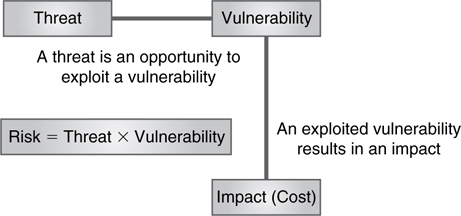 Threat
Vulnerability
A threat is an opportunity to
exploit a vulnerability
Risk = Threat × Vulnerability
An exploited vulnerability
results in an impact
Impact (Cost)